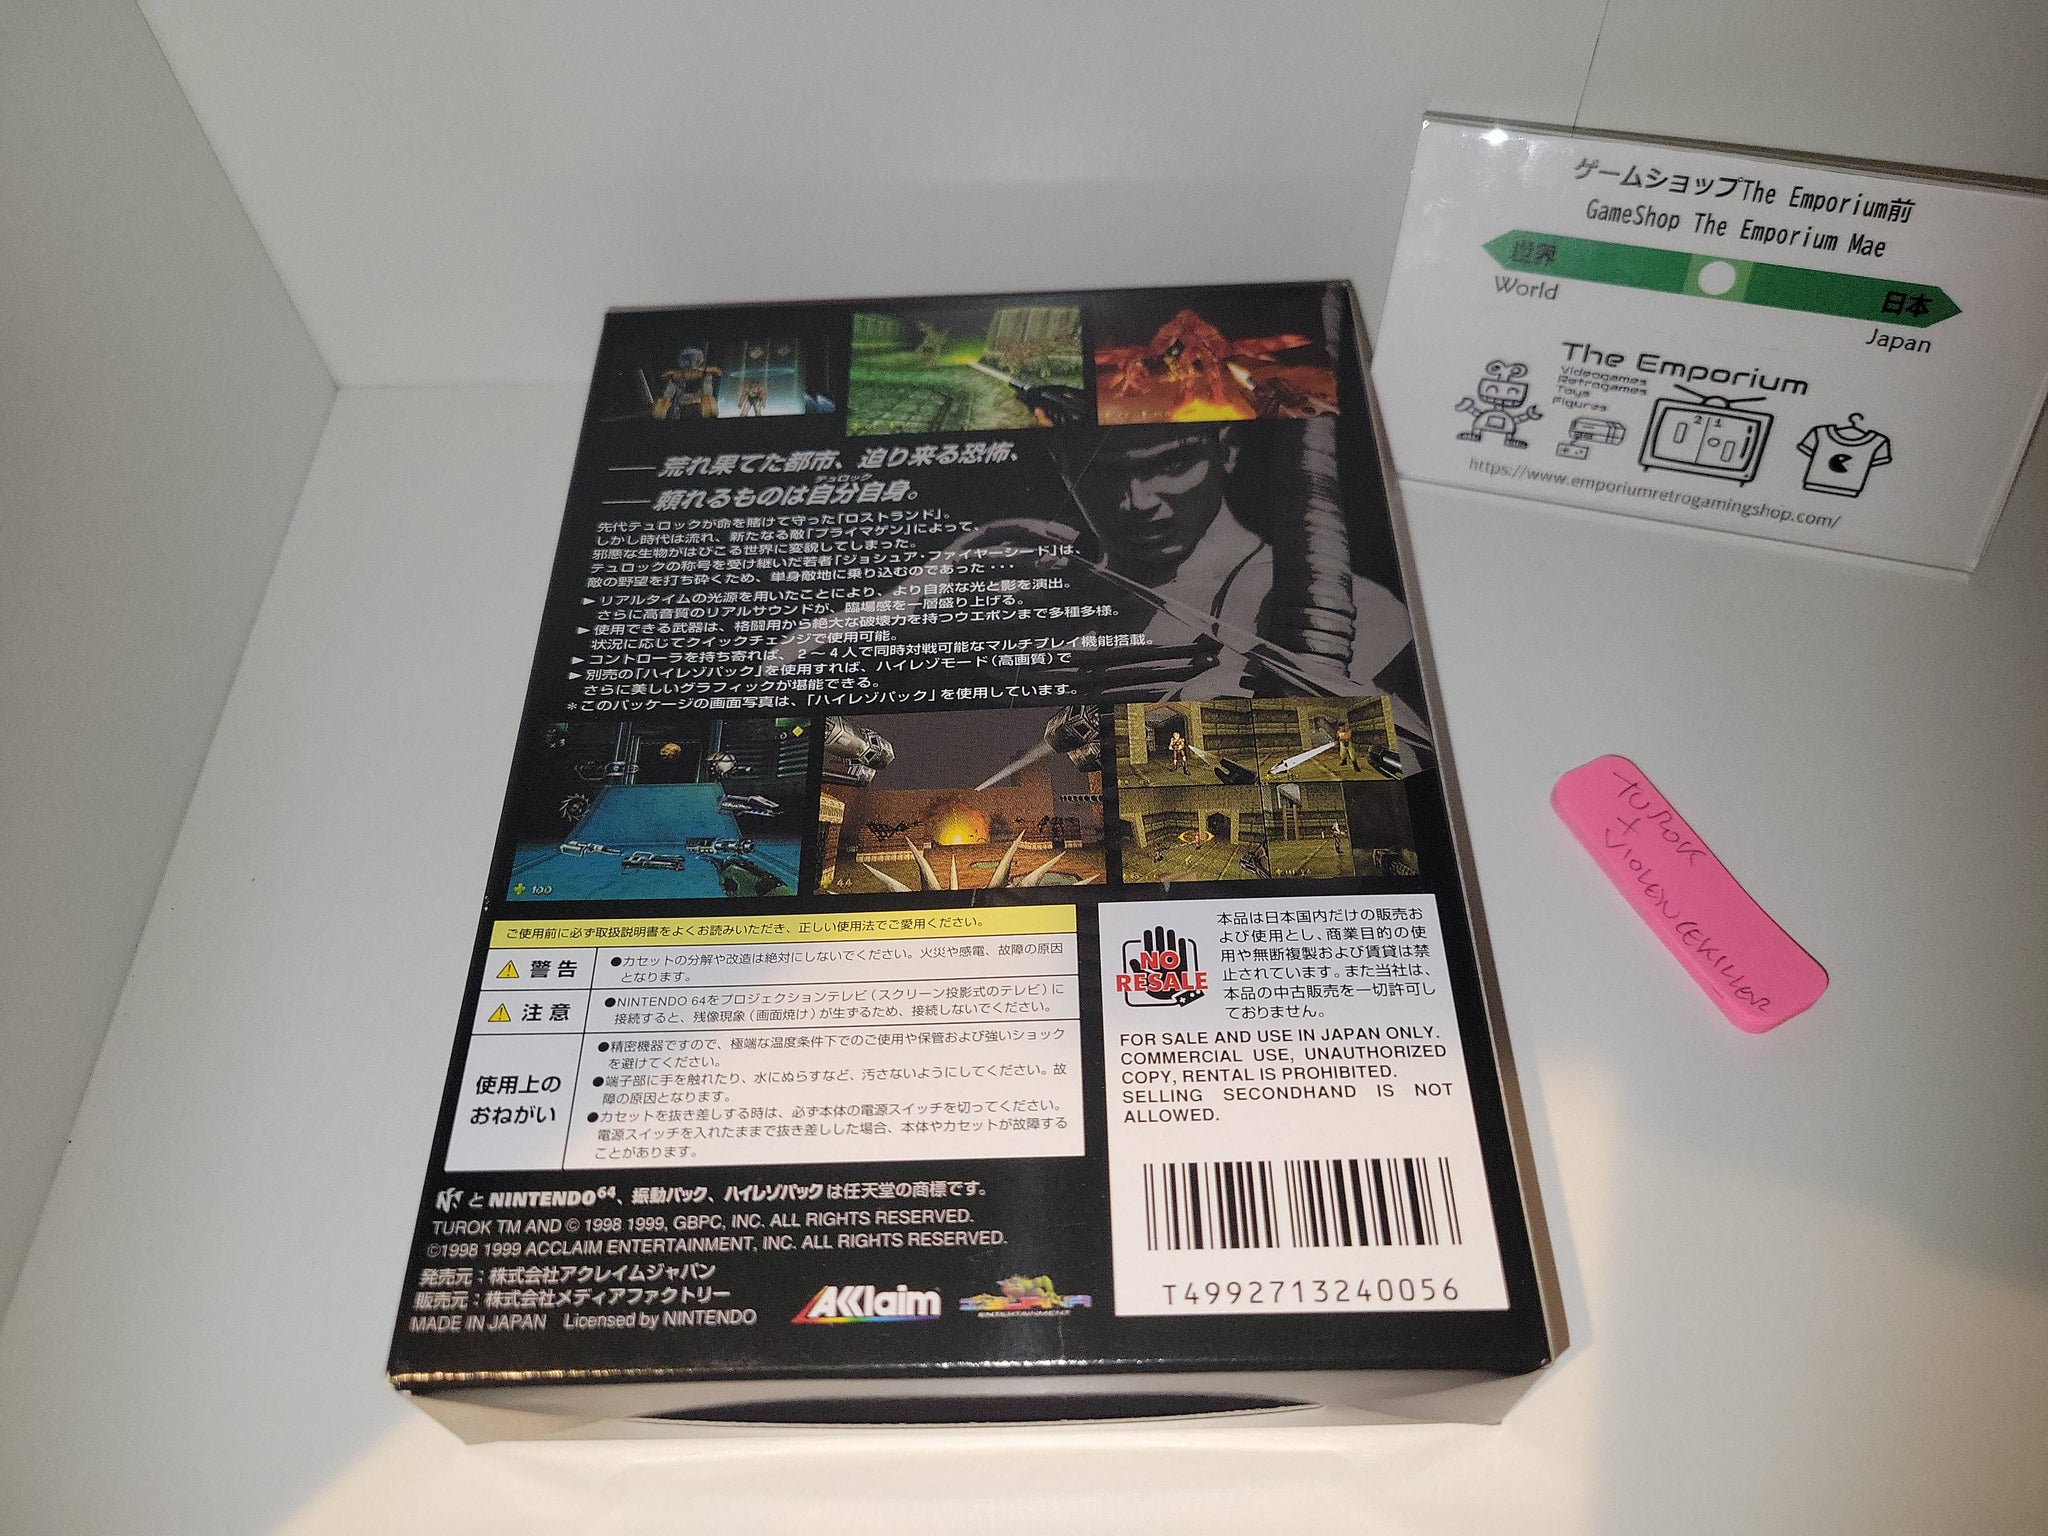 ゲームショップThe Emporium前
GameShop The Emporium Mae
世界
日本
World
Japan
The Emporium
Videogames
Retrogames
Toys
Figures
https://www.emporiumretrogamingshop.com/
荒れ果てた都市、迫り来る恐怖、
テュロック
頼れるものは自分自身。
先代テュロックが命を賭けて守った「ロストランド」。
しかし時代は流れ、新たなる敵「プライマゲン」によって、
邪悪な生物がはびこる世界に変貌してしまった。
テュロックの称号を受け継いだ若者「ジョシュア・ファイヤーシード」は、
敵の野望を打ち砕くため、単身敵地に乗り込むのであった・・・
►リアルタイムの光源を用いたことにより、より自然な光と影を演出。
さらに高音質のリアルサウンドが、臨場感を一層盛り上げる。
►使用できる武器は、格闘用から絶大な破壊力を持つウエポンまで多種多様。
状況に応じてクイックチェンジで使用可能。
►コントローラを持ち寄れば、2〜4人で同時対戦可能なマルチプレイ機能搭載。
►別売の「ハイレゾパック」を使用すれば、ハイレゾモード(高画質)で
さらに美しいグラフィックが堪能できる。
*このパッケージの画面写真は、「ハイレゾパック」を使用しています。
100
44
ご使用前に必ず取扱説明書をよくお読みいただき、正しい使用法でご愛用ください。
警告
●カセットの分解や改造は絶対にしないでください。火災や感電、故障の原因
となります。
注意
●NINTENDO 64をプロジェクションテレビ(スクリーン投影式のテレビ)に
接続すると、残像現象(画面焼け)が生ずるため、接続しないでください。
使用上の
おねがい
●精密機器ですので、極端な温度条件下でのご使用や保管および強いショック
を避けてください。
●端子部に手を触れたり、水にぬらすなど、汚さないようにしてください。故
障の原因となります。
●カセットを抜き差しする時は、必ず本体の電源スイッチを切ってください。
電源スイッチを入れたままで抜き差しした場合、本体やカセットが故障する
ことがあります。
NO
RESALE
本品は日本国内だけの販売お
よび使用とし、商業目的の使
用や無断複製および賃貸は禁
止されています。また当社は、
本品の中古販売を一切許可し
ておりません。
FOR SALE AND USE IN JAPAN ONLY.
COMMERCIAL USE, UNAUTHORIZED
COPY, RENTAL IS PROHIBITED.
SELLING SECONDHAND IS NOT
ALLOWED.
T4992713240056
と NINTENDO64、振動パック、ハイレゾパックは任天堂の商標です。
TUROK TM AND © 1998 1999, GBPC, INC. ALL RIGHTS RESERVED.
©1998 1999 ACCLAIM ENTERTAINMENT, INC. ALL RIGHTS RESERVED.
発売元：株式会社アクレイムジャパン
販売元：株式会社メディアファクトリー
MADE IN JAPAN Licensed by NINTENDO
AKlaim
ENTERTAINMENT
TUROK
+
VIOLENCEKILLER